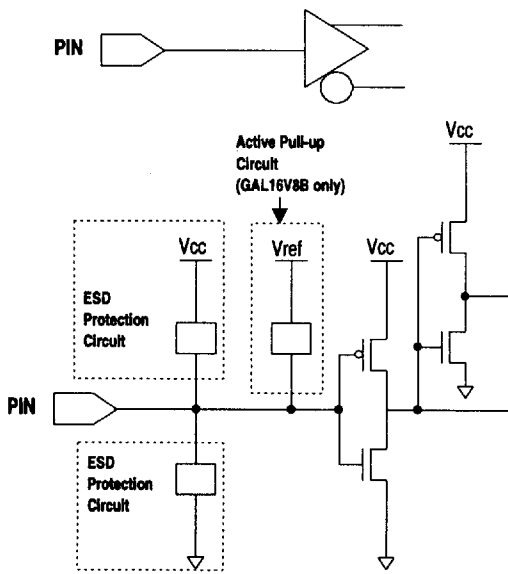 PIN
Active Pull-up
Circuit
(GAL16V8B only)
Vcc
Vcc
Vref
Vcc
ESD
Protection
Circuit
PIN
ESD
Protection
Circuit